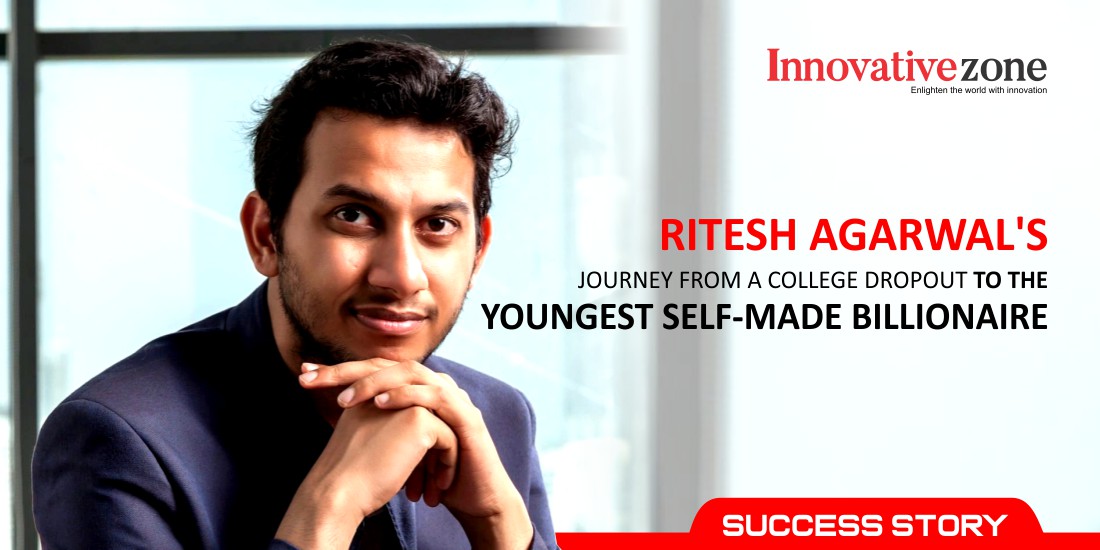 Innovativezone
Enlighten the world with innovation
RITESH AGARWAL'S
JOURNEY FROM A COLLEGE DROPOUT TO THE
YOUNGEST SELF-MADE BILLIONAIRE
SUCCESS STORY